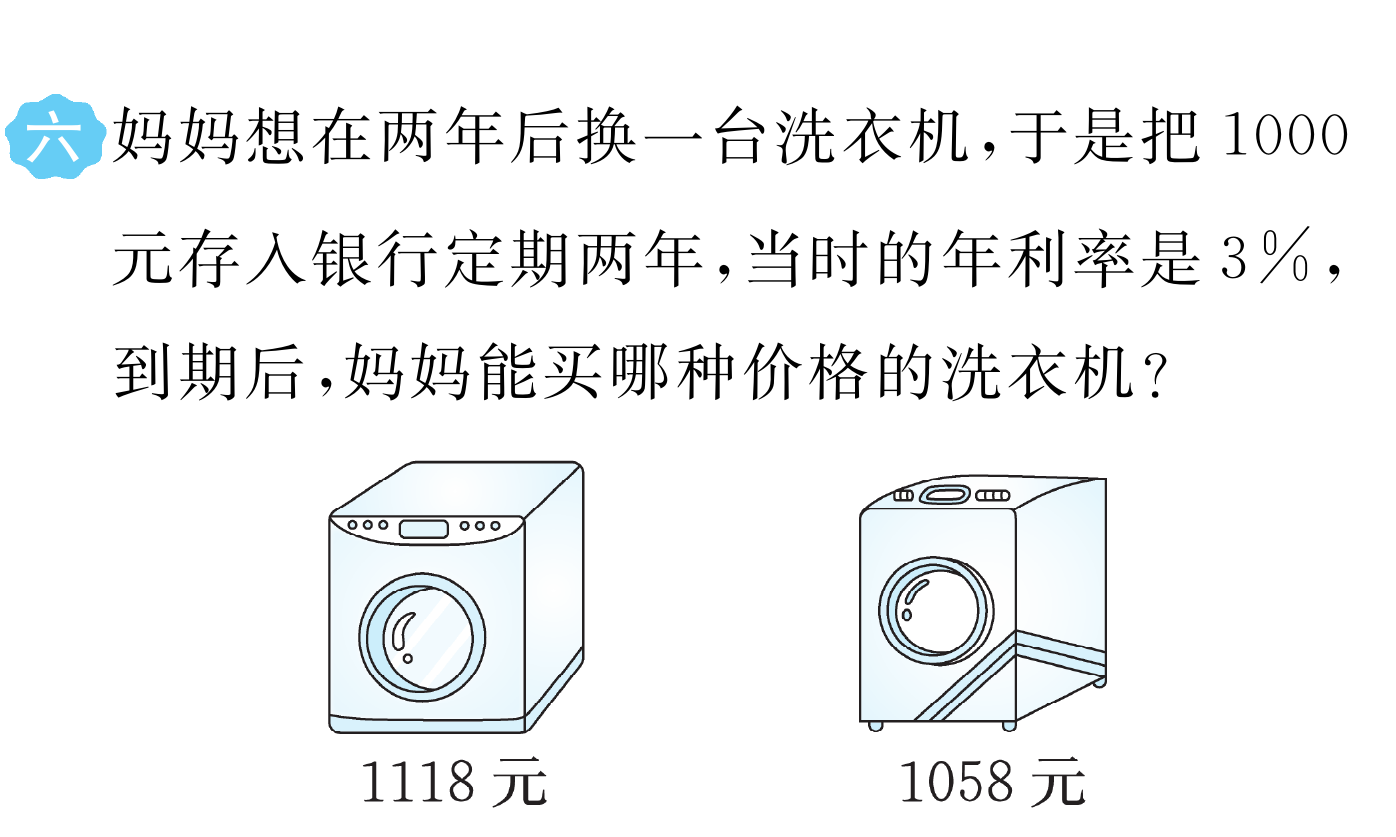 六 妈妈想在两年后换一台洗衣机,于是把 1000
元存入银行定期两年,当时的年利率是 3%,
到期后,妈妈能买哪种价格的洗衣机?
1118 元 1058 元